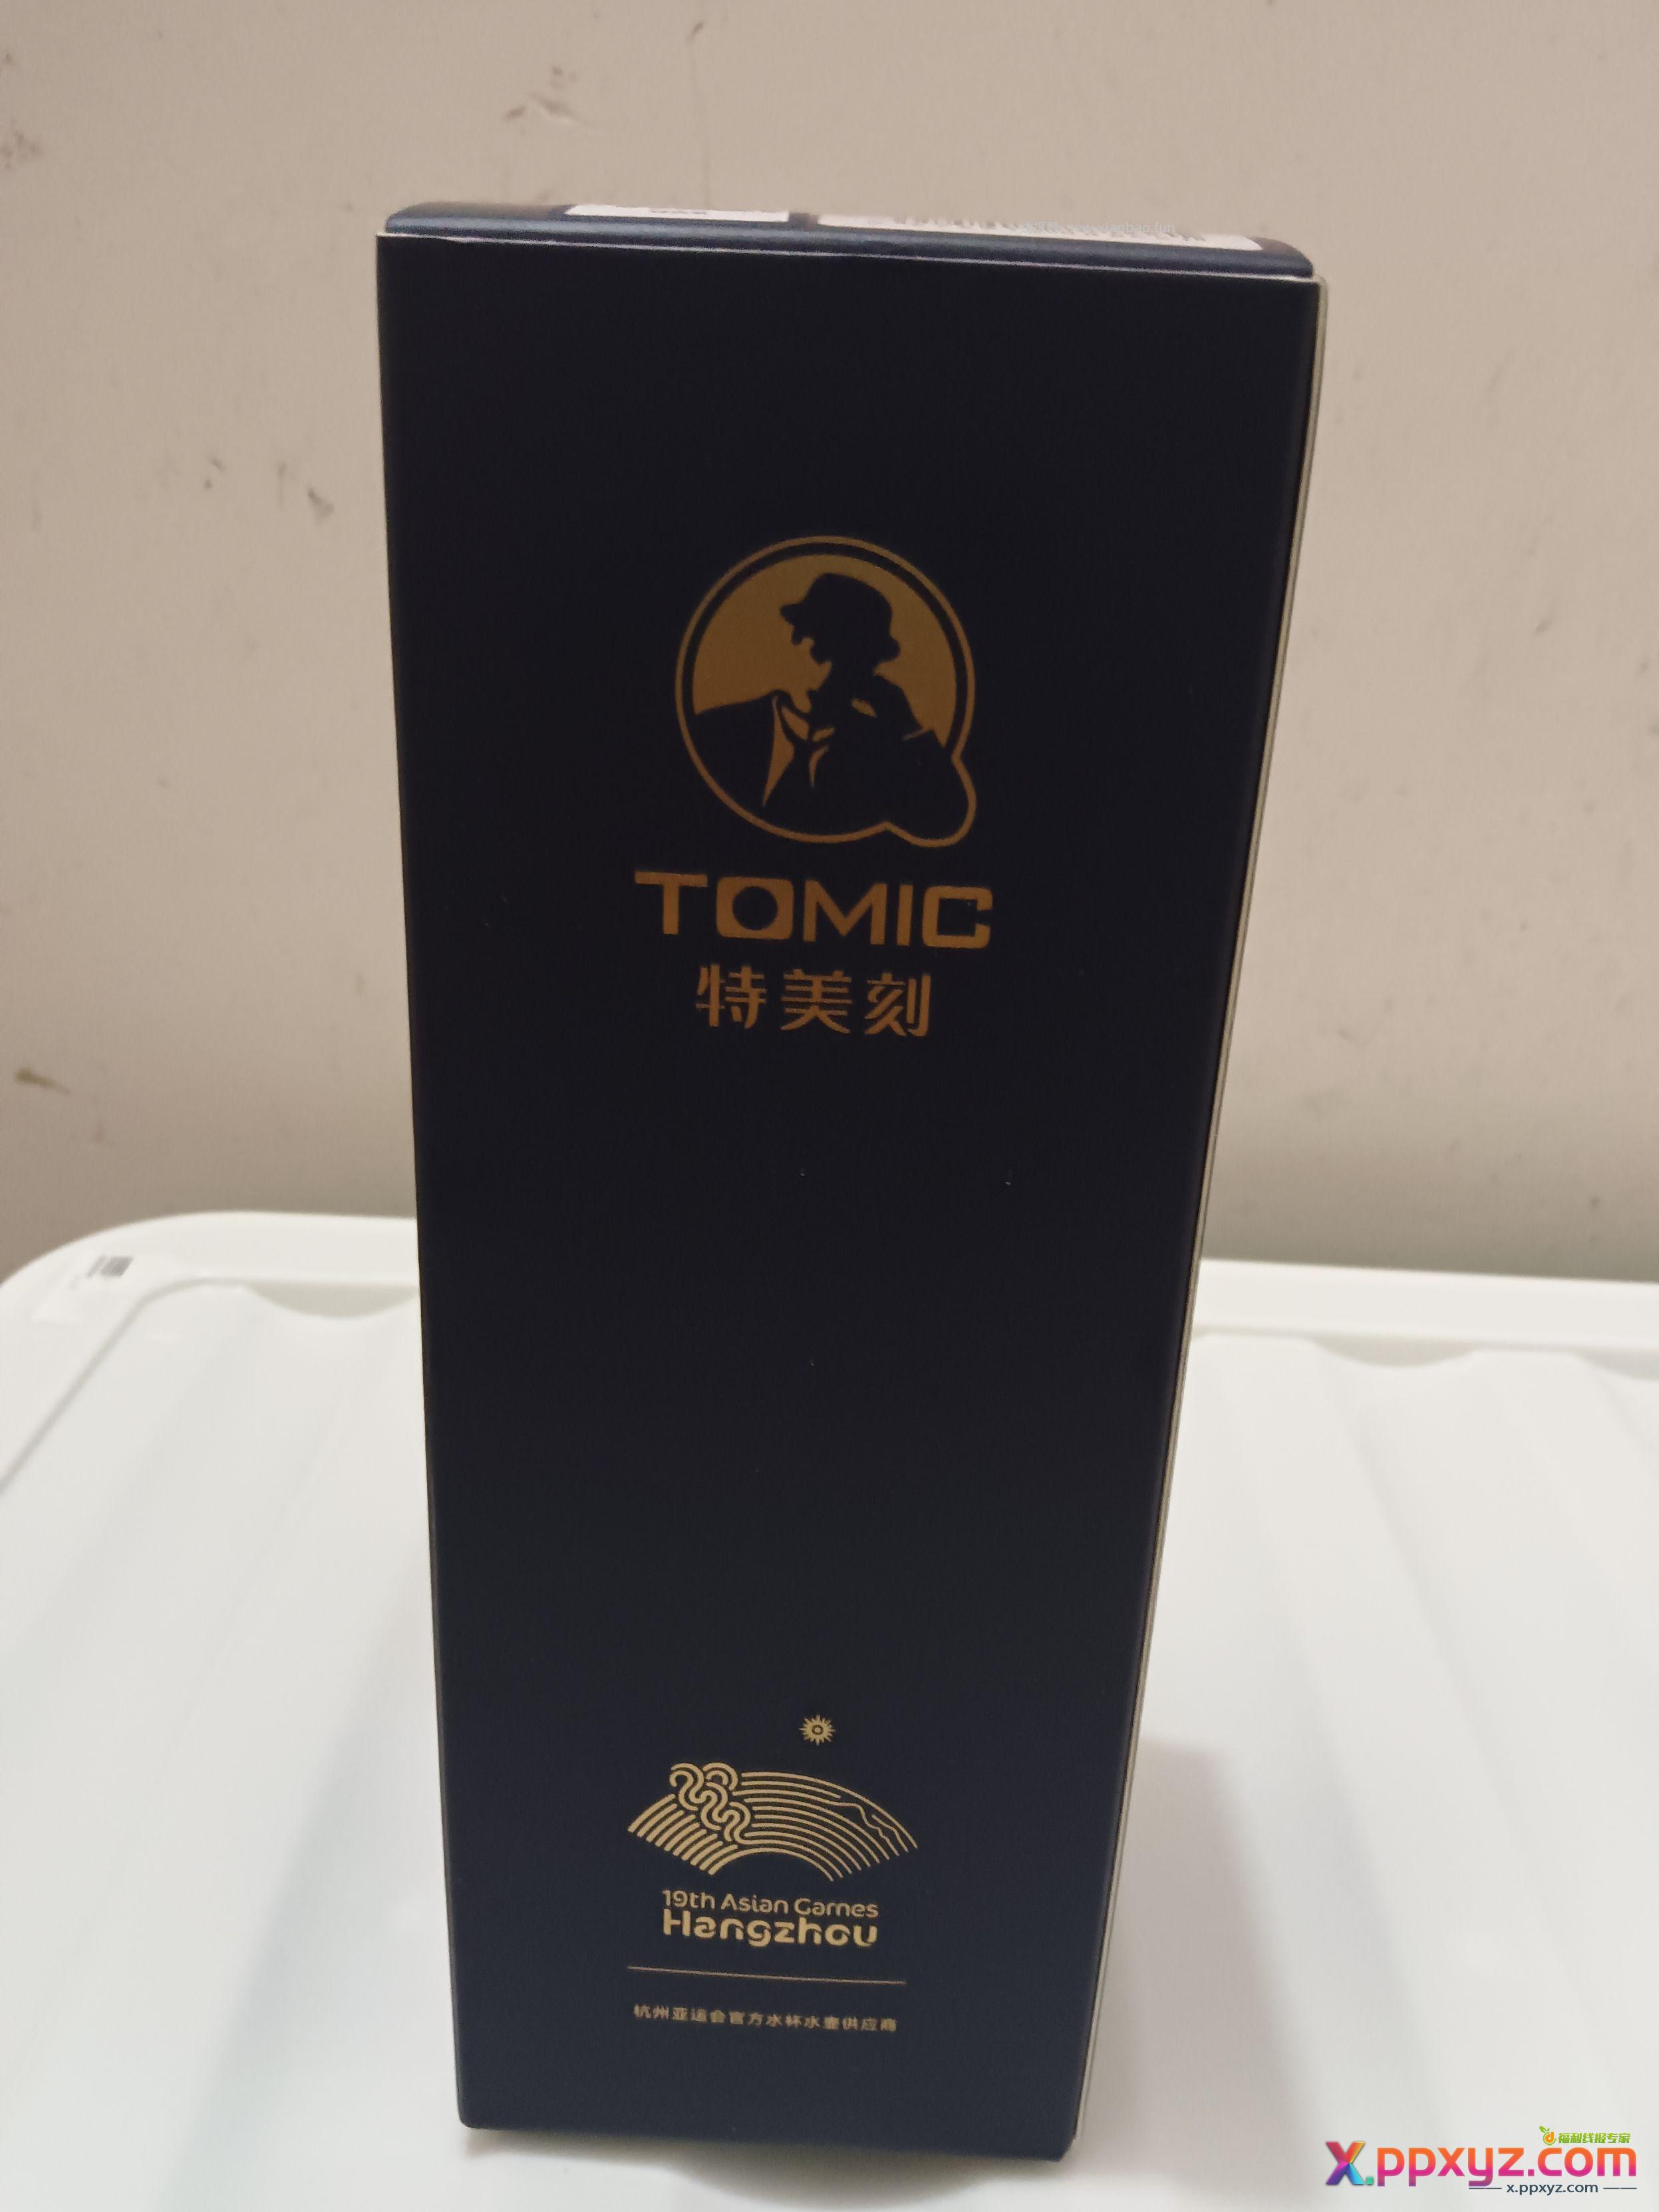 TOMIC
特美刻
19th Asian Games
Hangzhou
杭州亚运会官方水杯水壶供应商
福利线报专家
x.ppxyz.com
x.ppxyz.com